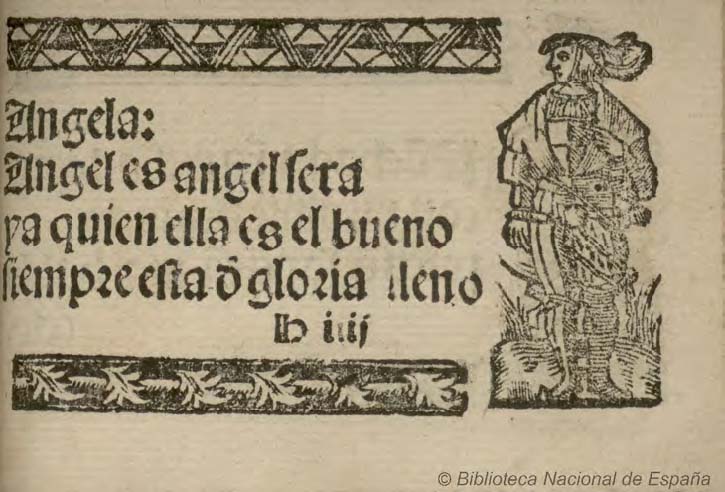 Angela:
Angel es angel sera
ya quien ella es el bueno
siempre esta õ gloria lleno
h iiij
© Biblioteca Nacional de España